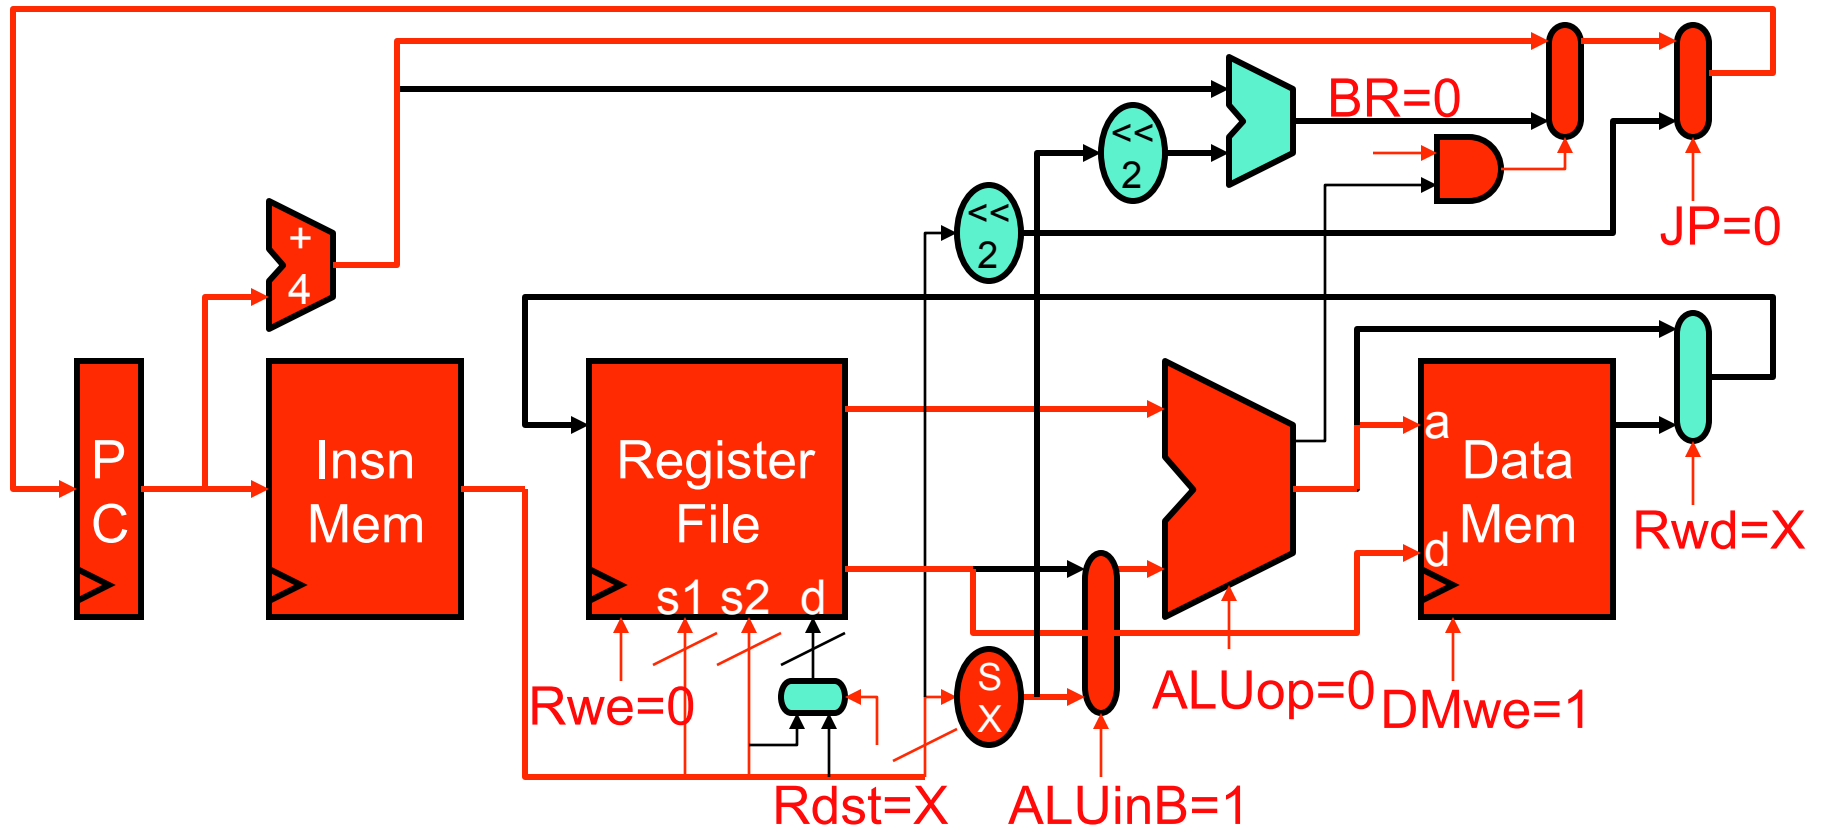 BR=0
<<
2
<<
2
JP=0
+
4
P
C
Insn
Mem
Register
File
s1 s2 d
a
Data
Mem
d
Rwd=X
S
X
Rwe=0
ALUop=0
DMwe=1
Rdst=X
ALUinB=1